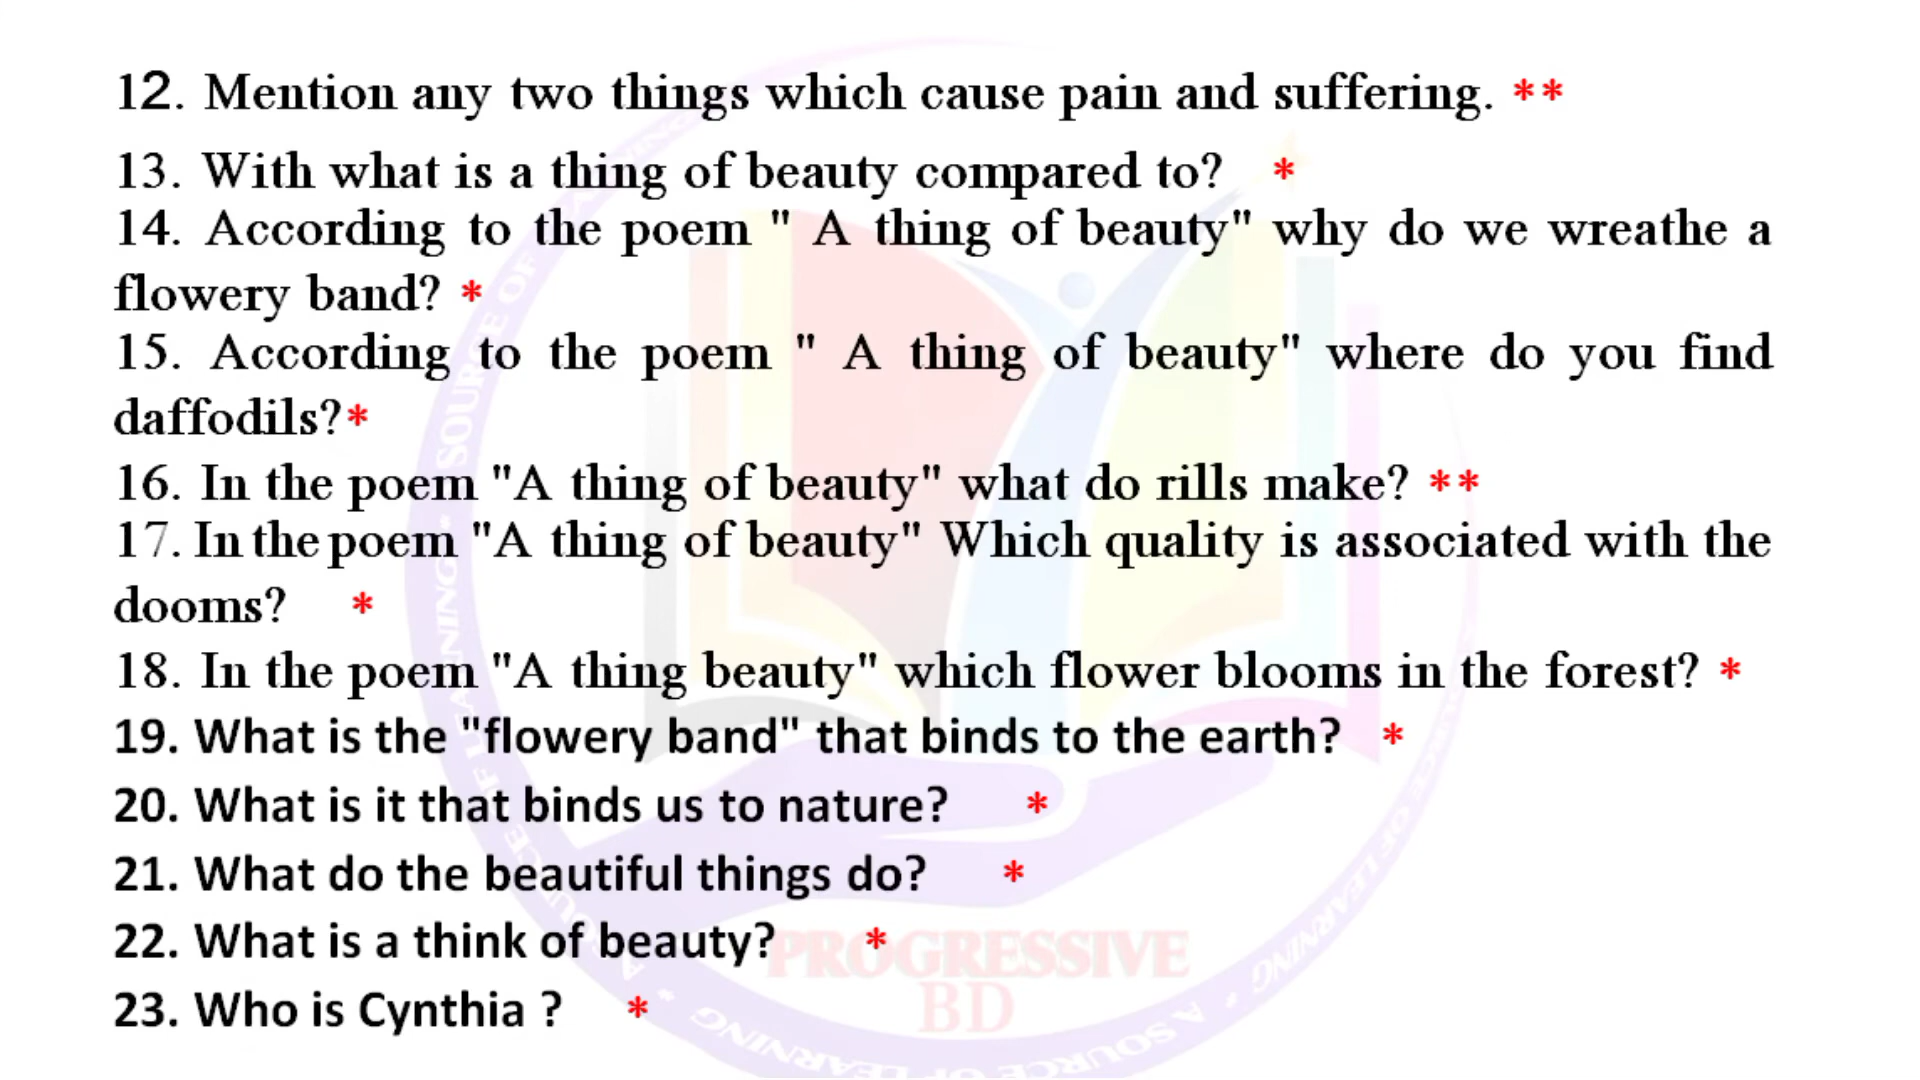 12. Mention any two things which cause pain and suffering. **
13. With what is a thing of beauty compared to? *
14. According to the poem " A thing of beauty" why do we wreathe a
flowery band? *
15. According to the poem " A thing of beauty" where do you find
daffodils?*
16. In the poem "A thing of beauty" what do rills make? **
17. In the poem "A thing of beauty" Which quality is associated with the
dooms? *
18. In the poem "A thing beauty" which flower blooms in the forest? *
19. What is the "flowery band" that binds to the earth? *
20. What is it that binds us to nature? *
21. What do the beautiful things do? *
22. What is a think of beauty? *
23. Who is Cynthia ? *
PROGRESSIVE
BD